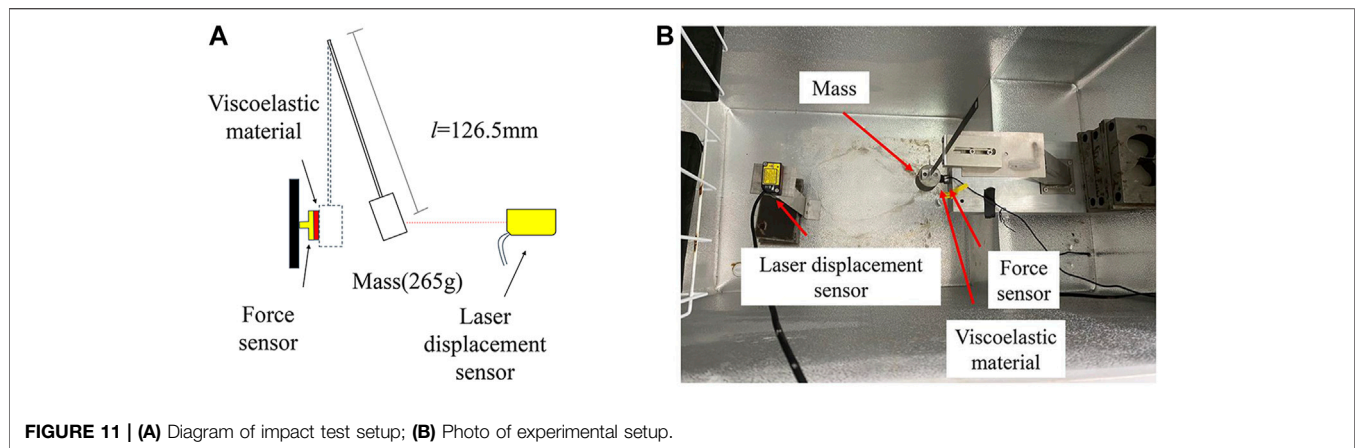 A
Viscoelastic
material
l=126.5mm
Mass(265g)
Force
sensor
Laser
displacement
sensor
B
Mass
Laser displacement
sensor
Force
sensor
Viscoelastic
material
FIGURE 11 | (A) Diagram of impact test setup; (B) Photo of experimental setup.